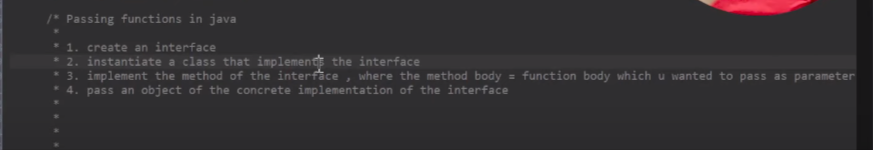 /* Passing functions in java
*
* 1. create an interface
* 2. instantiate a class that implements the interface
* 3. implement the method of the interface , where the method body = function body which u wanted to pass as parameter
* 4. pass an object of the concrete implementation of the interface
*
*
*
*